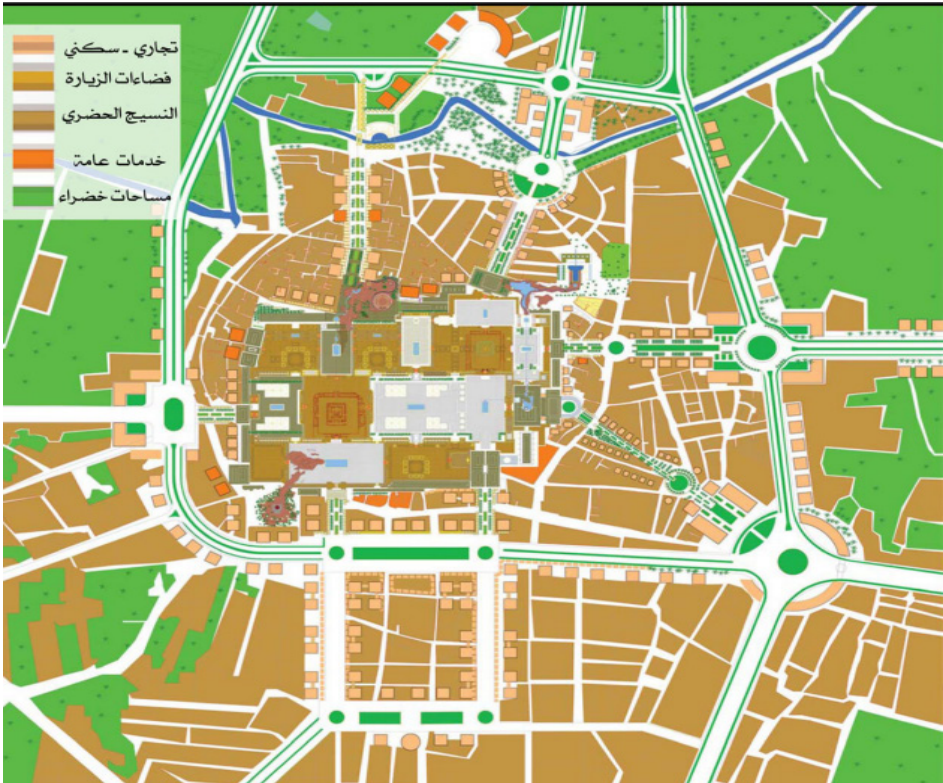 تجاري - سكني
فضاءات الزيارة
النسيج الحضري
خدمات عامة
مساحات خضراء